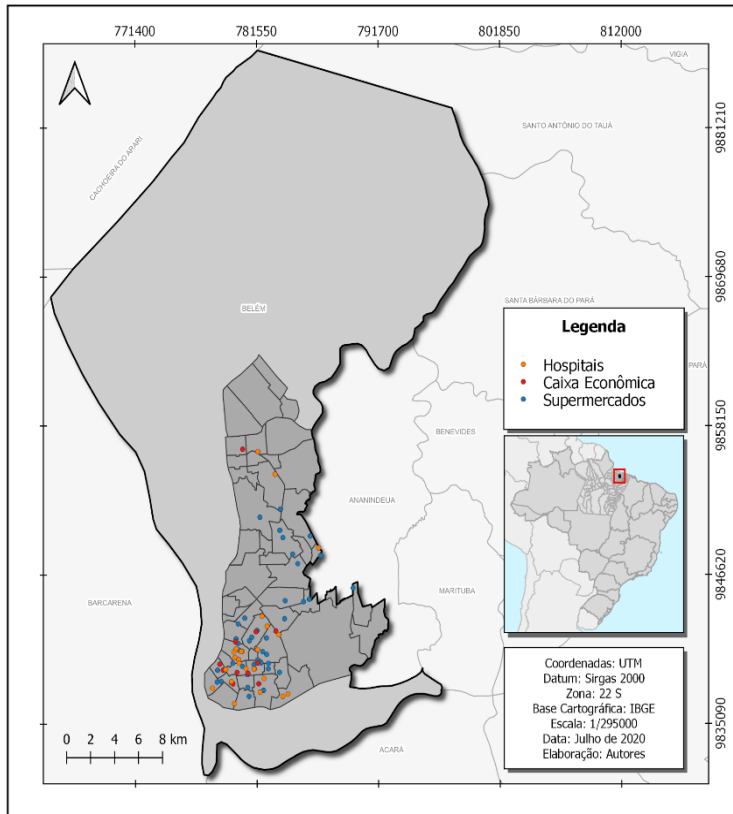 771400
781550
791700
801850
812000
VIGIA
SANTO ANTÔNIO DO TAUÁ
9881210
CACHOEIRA DO ARARI
9869680
SANTA BÁRBARA DO PARÁ
BELÉM
Legenda
Hospitais
Caixa Econômica
Supermercados
PARÁ
9858150
BENEVIDES
ANANINDEUA
9846620
BARCARENA
MARITUBA
Coordenadas: UTM
Datum: Sirgas 2000
Zona: 22 S
Base Cartográfica: IBGE
Escala: 1/295000
Data: Julho de 2020
Elaboração: Autores
9835090
0 2 4 6 8 km
ACARÁ